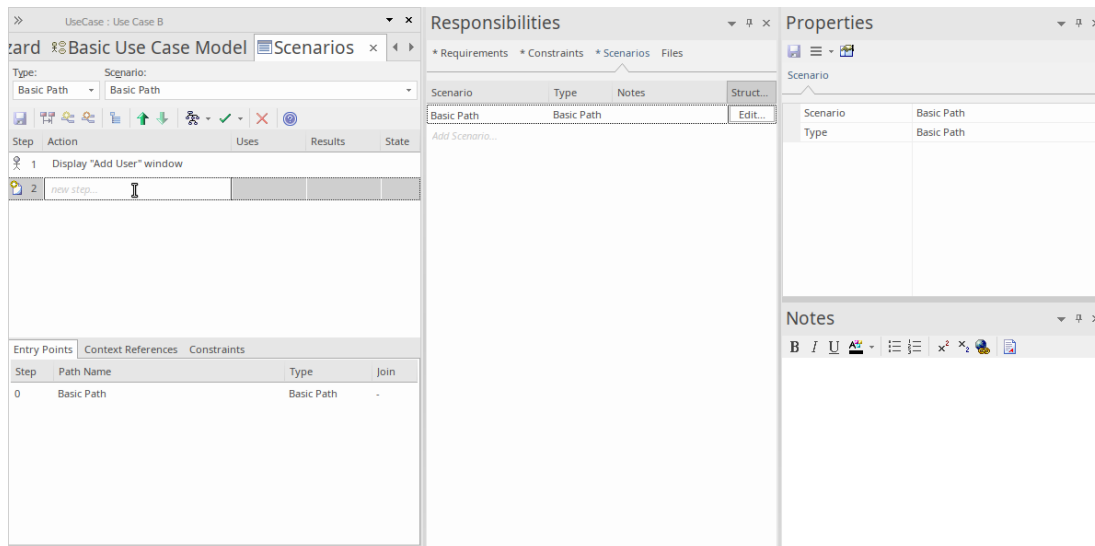 UseCase : Use Case B
zard Basic Use Case Model Scenarios
Type: Scenario:
Basic Path Basic Path
Step Action Uses Results State
1 Display "Add User" window
2 new step...
Entry Points Context References Constraints
Step Path Name Type Join
0 Basic Path Basic Path -
Responsibilities
* Requirements * Constraints * Scenarios Files
Scenario Type Notes Struct...
Basic Path Basic Path Edit...
Add Scenario...
Properties
Scenario
Scenario Basic Path
Type Basic Path
Notes
B I U A x² x₂